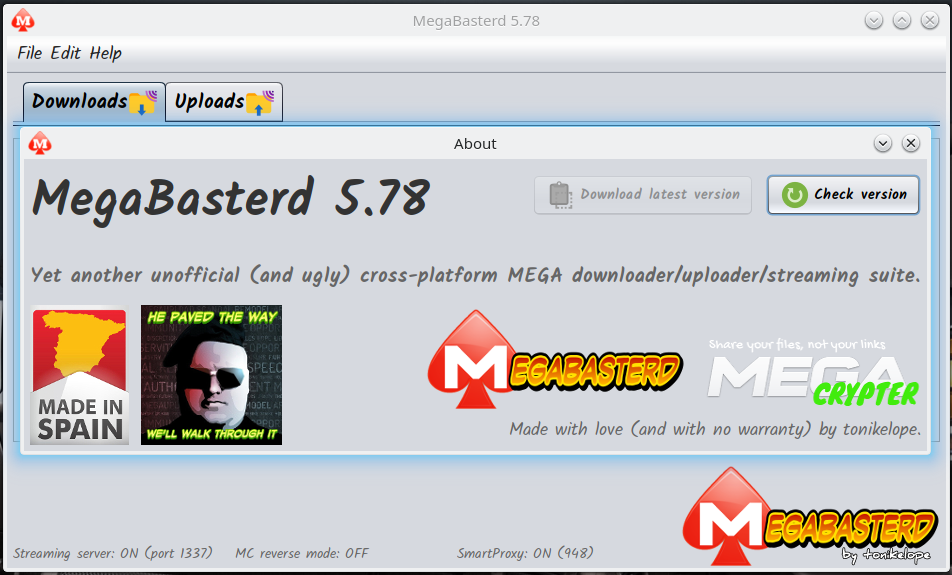 MegaBasterd 5.78
File Edit Help
Downloads
Uploads
About
MegaBasterd 5.78
Download latest version
Check version
Yet another unofficial (and ugly) cross-platform MEGA downloader/uploader/streaming suite.
MADE IN
SPAIN
HE PAVED THE WAY
WE'LL WALK THROUGH IT
MEGABASTERD
Share your files, not your links
MEGA
CRYPTER
Made with love (and with no warranty) by tonikelope.
MEGABASTERD
by tonikelope
Streaming server: ON (port 1337)
MC reverse mode: OFF
SmartProxy: ON (948)